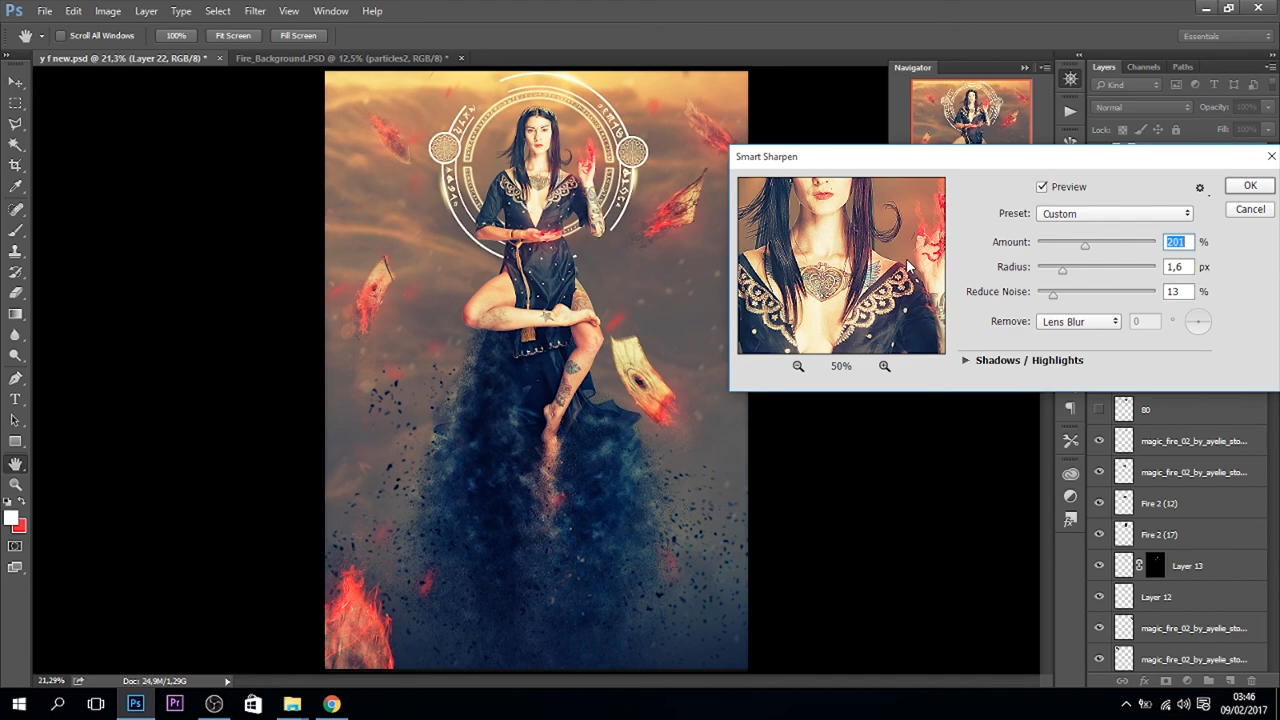 Ps File Edit Image Layer Type Select Filter View Window Help
Scroll All Windows 100% Fit Screen Fill Screen Essentials
y f new.psd @ 21,3% (Layer 22, RGB/8) * × Fire_Background.PSD @ 12,5% (particles2, RGB/8) * ×
Navigator
Layers Channels Paths
Kind
Normal Opacity: 100%
Lock: Fill: 100%
Smart Sharpen
Preview
OK
Preset: Custom
Cancel
Amount: 201 %
Radius: 1,6 px
Reduce Noise: 13 %
Remove: Lens Blur 0 °
Shadows / Highlights
50%
80
magic_fire_02_by_ayelie_sto...
magic_fire_02_by_ayelie_sto...
Fire 2 (12)
Fire 2 (17)
Layer 13
Layer 12
magic_fire_02_by_ayelie_sto...
magic_fire_02_by_ayelie_sto...
21,29% Doc: 24,9M/1,29G
Ps Pr
03:46
09/02/2017